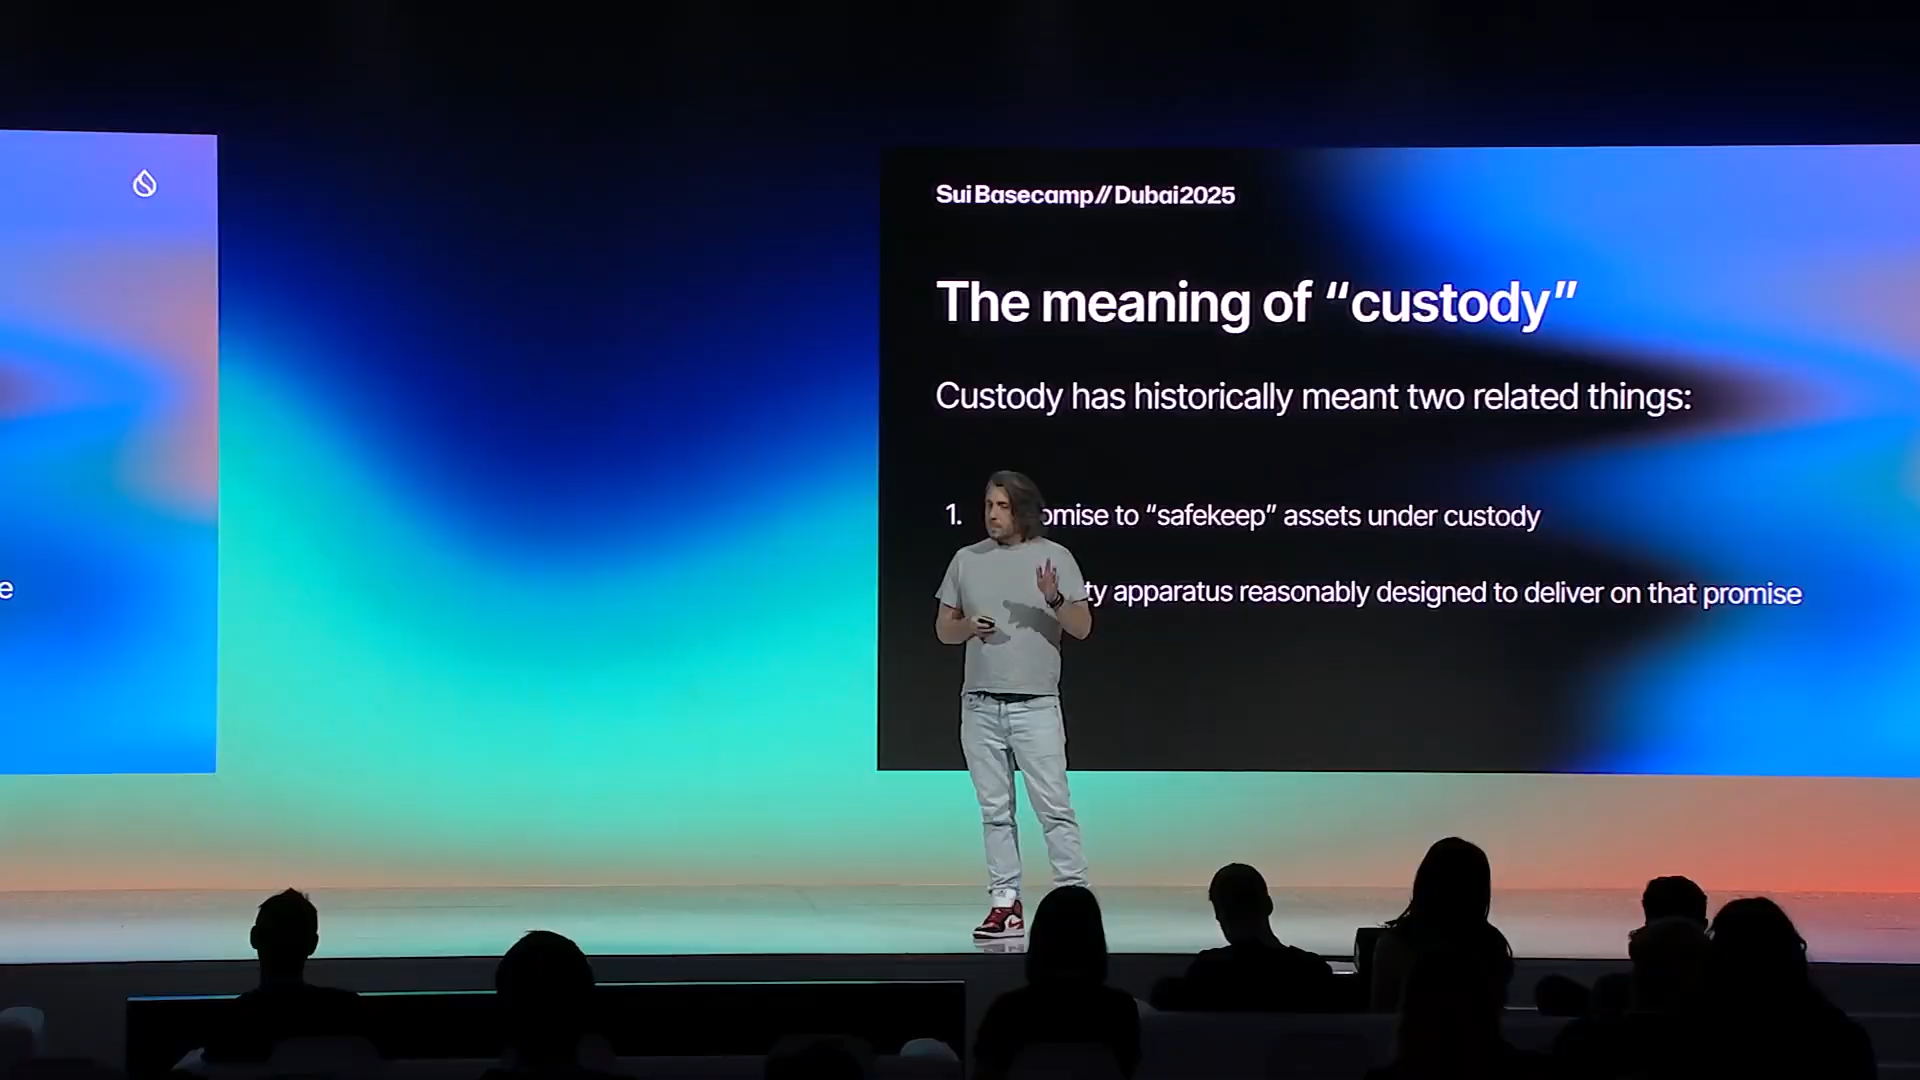 e
Sui Basecamp//Dubai2025
The meaning of “custody”
Custody has historically meant two related things:
1. omise to “safekeep” assets under custody
ty apparatus reasonably designed to deliver on that promise